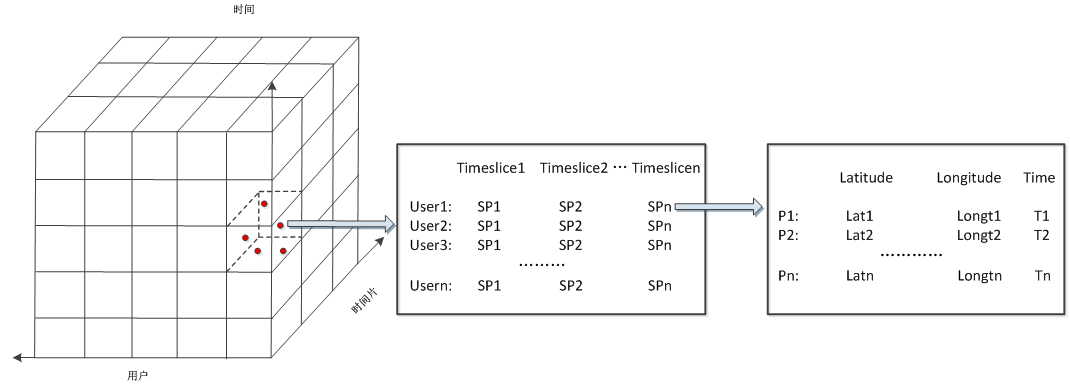 时间
时间片
用户
Timeslice1 Timeslice2 ··· Timeslicen
User1: SP1 SP2 SPn
User2: SP1 SP2 SPn
User3: SP1 SP2 SPn
·········
Usern: SP1 SP2 SPn
Latitude Longitude Time
P1: Lat1 Longt1 T1
P2: Lat2 Longt2 T2
············
Pn: Latn Longtn Tn